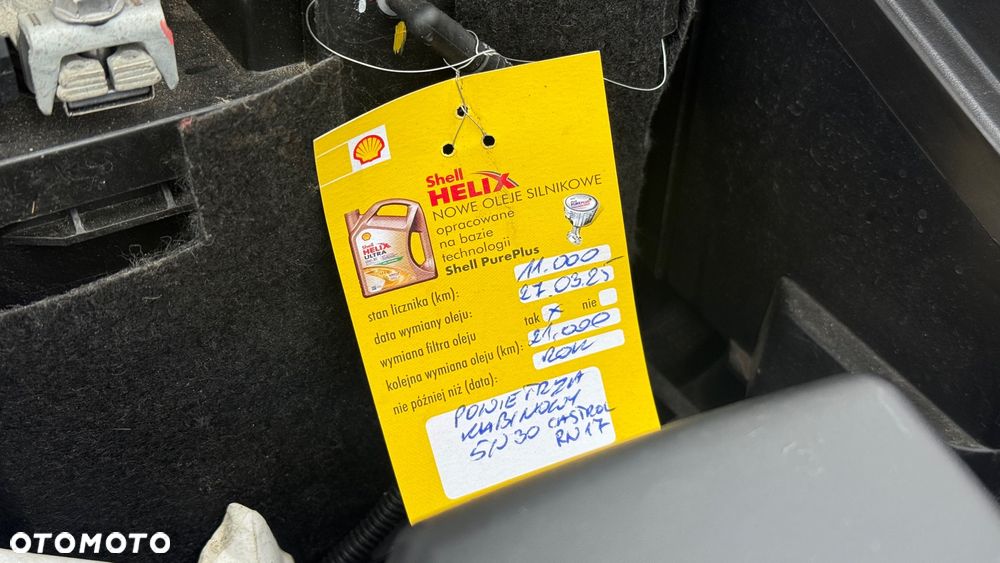 Shell
HELIX
NOWE OLEJE SILNIKOWE
opracowane
na bazie
technologii
Shell PurePlus
Shell
HELIX
ULTRA
stan licznika (km): 11.000
data wymiany oleju: 27.03.25
wymiana filtra oleju tak x nie
kolejna wymiana oleju (km): 21.000
nie później niż (data): ROK
POWIETRZA
KABINOWY
5W30 CASTROL
RN17
OTOMOTO